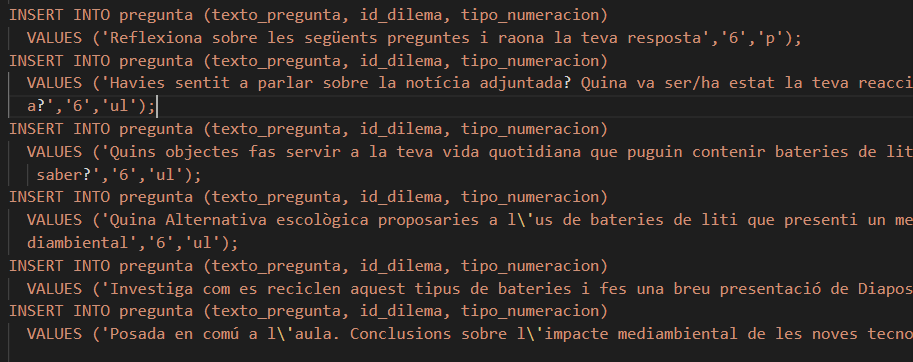 INSERT INTO pregunta (texto_pregunta, id_dilema, tipo_numeracion)
VALUES ('Reflexiona sobre les següents preguntes i raona la teva resposta','6','p');
INSERT INTO pregunta (texto_pregunta, id_dilema, tipo_numeracion)
VALUES ('Havies sentit a parlar sobre la notícia adjuntada? Quina va ser/ha estat la teva reacci
a?','6','ul');
INSERT INTO pregunta (texto_pregunta, id_dilema, tipo_numeracion)
VALUES ('Quins objectes fas servir a la teva vida quotidiana que puguin contenir bateries de lit
saber?','6','ul');
INSERT INTO pregunta (texto_pregunta, id_dilema, tipo_numeracion)
VALUES ('Quina Alternativa escològica proposaries a l\'us de bateries de liti que presenti un me
diambiental','6','ul');
INSERT INTO pregunta (texto_pregunta, id_dilema, tipo_numeracion)
VALUES ('Investiga com es reciclen aquest tipus de bateries i fes una breu presentació de Diapos
INSERT INTO pregunta (texto_pregunta, id_dilema, tipo_numeracion)
VALUES ('Posada en comú a l\'aula. Conclusions sobre l\'impacte mediambiental de les noves tecno